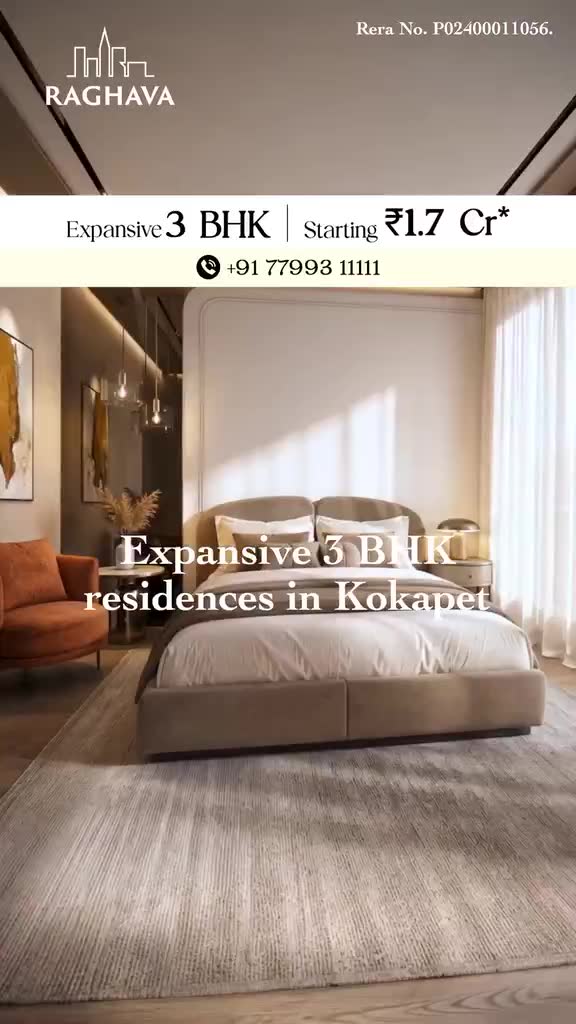 Rera No. P02400011056.
RAGHAVA
Expansive 3 BHK | Starting ₹1.7 Cr*
+91 77993 11111
Expansive 3 BHK
residences in Kokapet